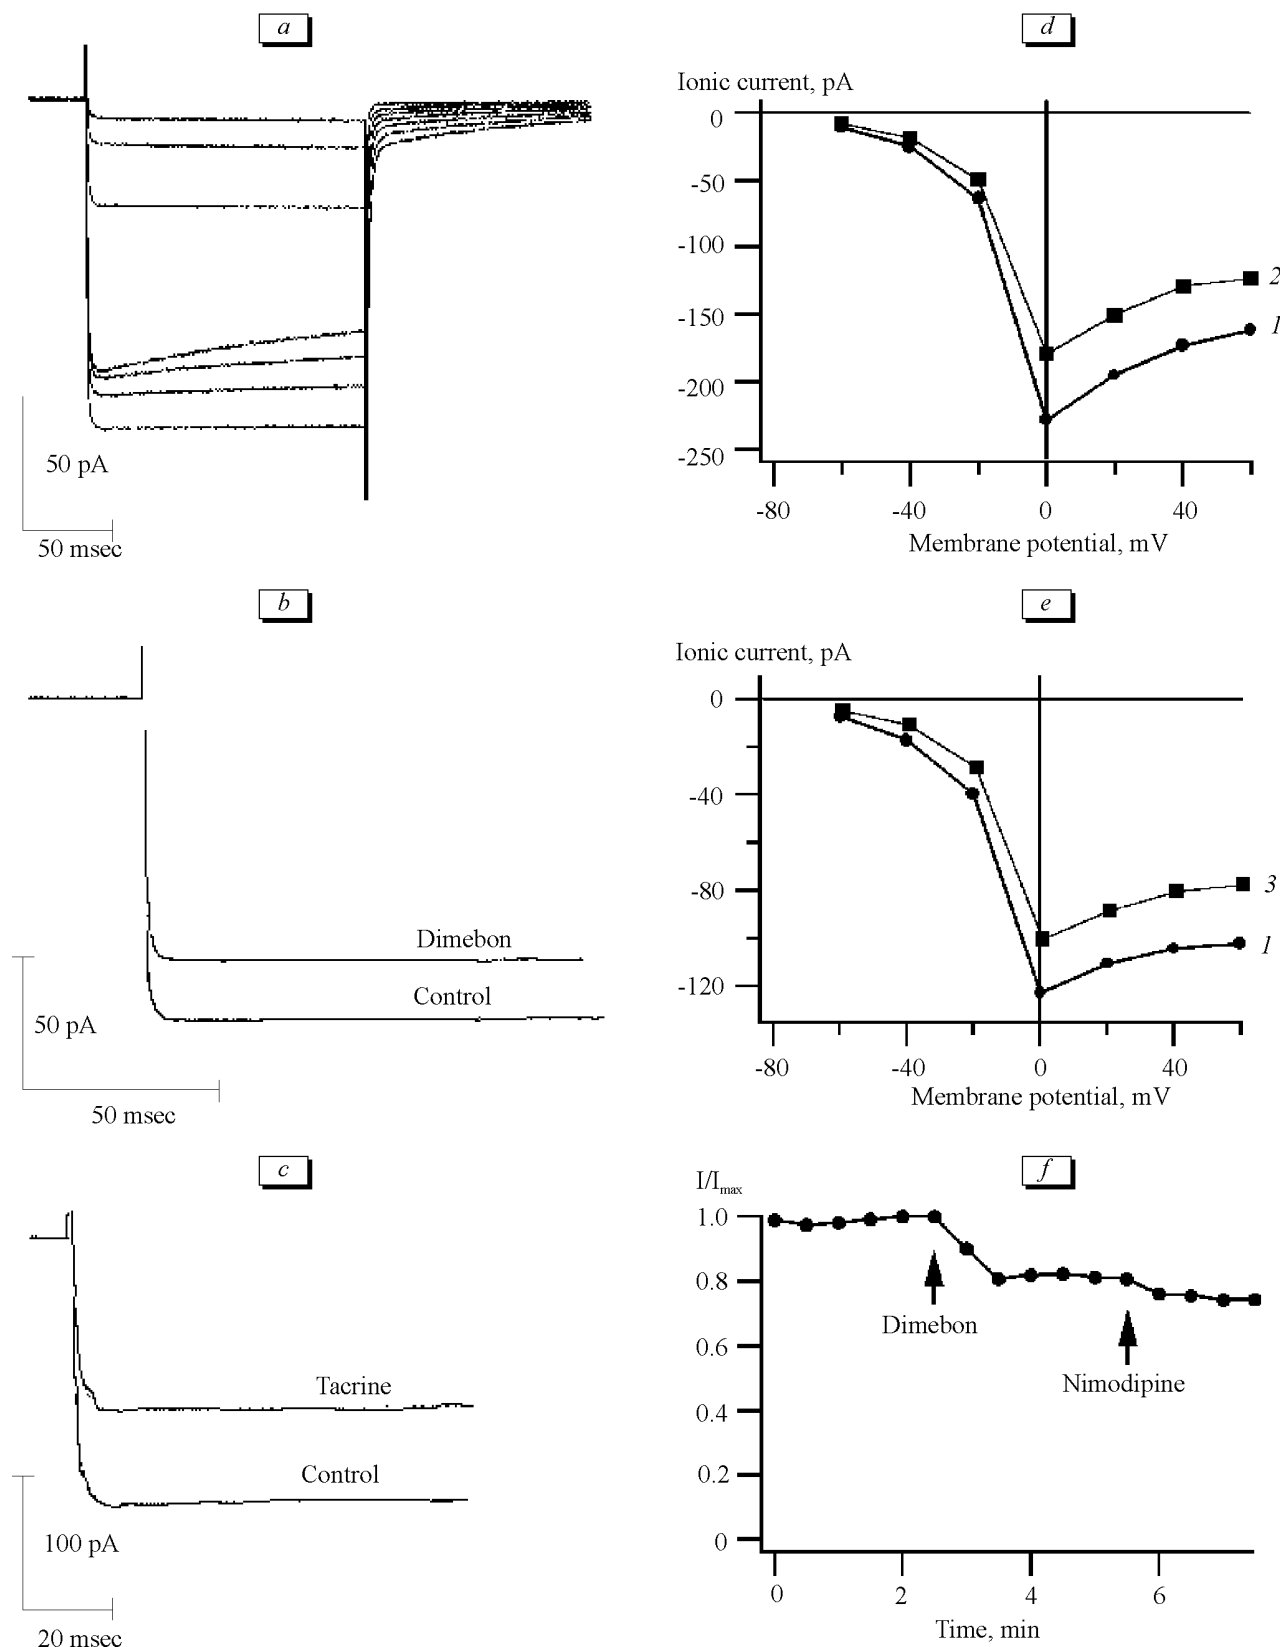 a
50 pA
50 msec
d
Ionic current, pA
0
-50
-100
-150
-200
-250
2
1
-80
-40
0
40
Membrane potential, mV
b
Dimebon
Control
50 pA
50 msec
e
Ionic current, pA
0
-40
-80
-120
3
1
-80
-40
0
40
Membrane potential, mV
c
Tacrine
Control
100 pA
20 msec
f
I/Imax
1.0
0.8
0.6
0.4
0.2
0
Dimebon
Nimodipine
0
2
4
6
Time, min